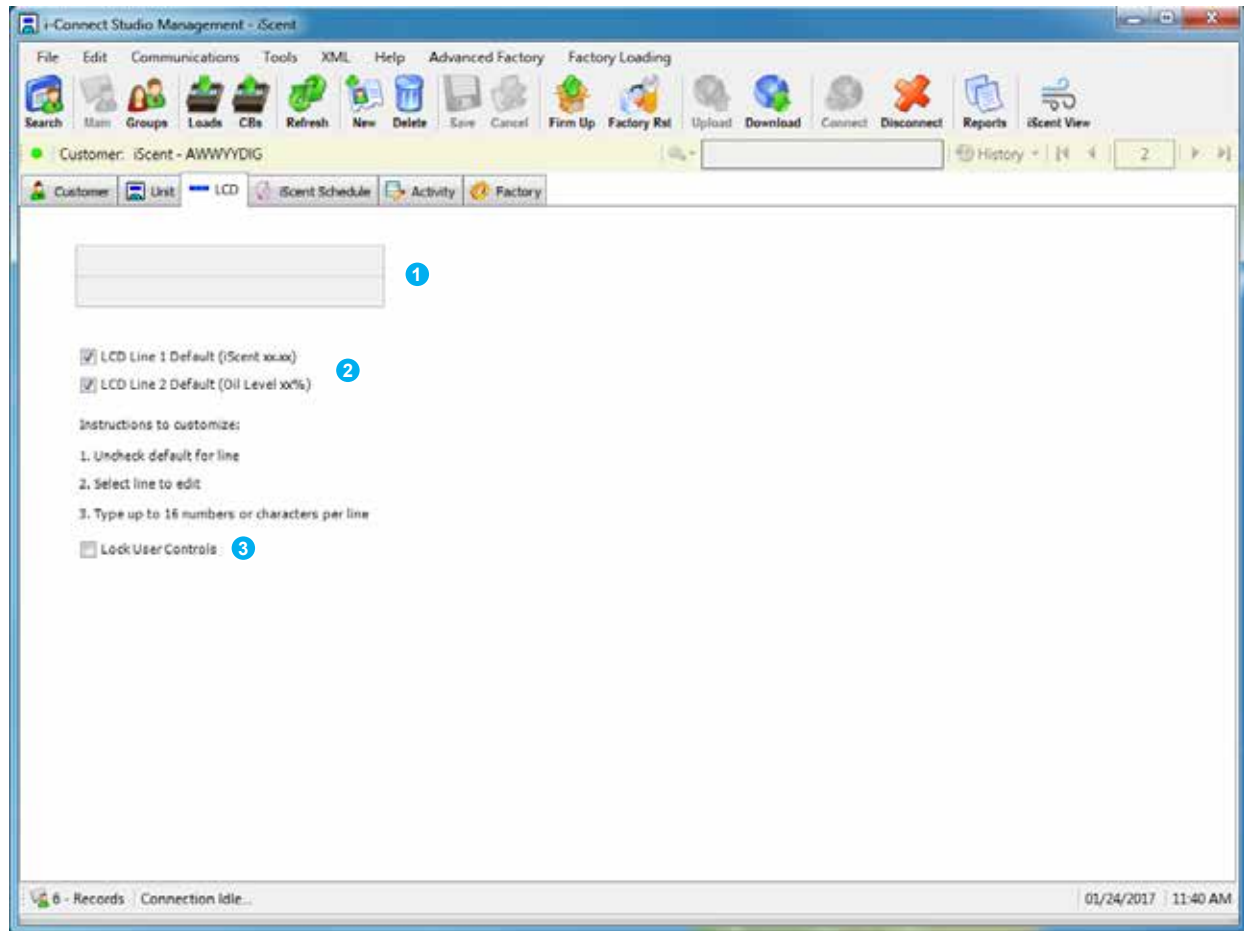 i-Connect Studio Management - iScent
File Edit Communications Tools XML Help Advanced Factory Factory Loading
Search Main Groups Loads CBs Refresh New Delete Save Cancel Firm Up Factory Rst Upload Download Connect Disconnect Reports iScent View
Customer: iScent - AWWYYDIG History 2
Customer Unit LCD iScent Schedule Activity Factory
1
LCD Line 1 Default (iScent xx.xx)
2
LCD Line 2 Default (Oil Level xx%)
Instructions to customize:
1. Uncheck default for line
2. Select line to edit
3. Type up to 16 numbers or characters per line
Lock User Controls 3
6 - Records Connection Idle... 01/24/2017 11:40 AM